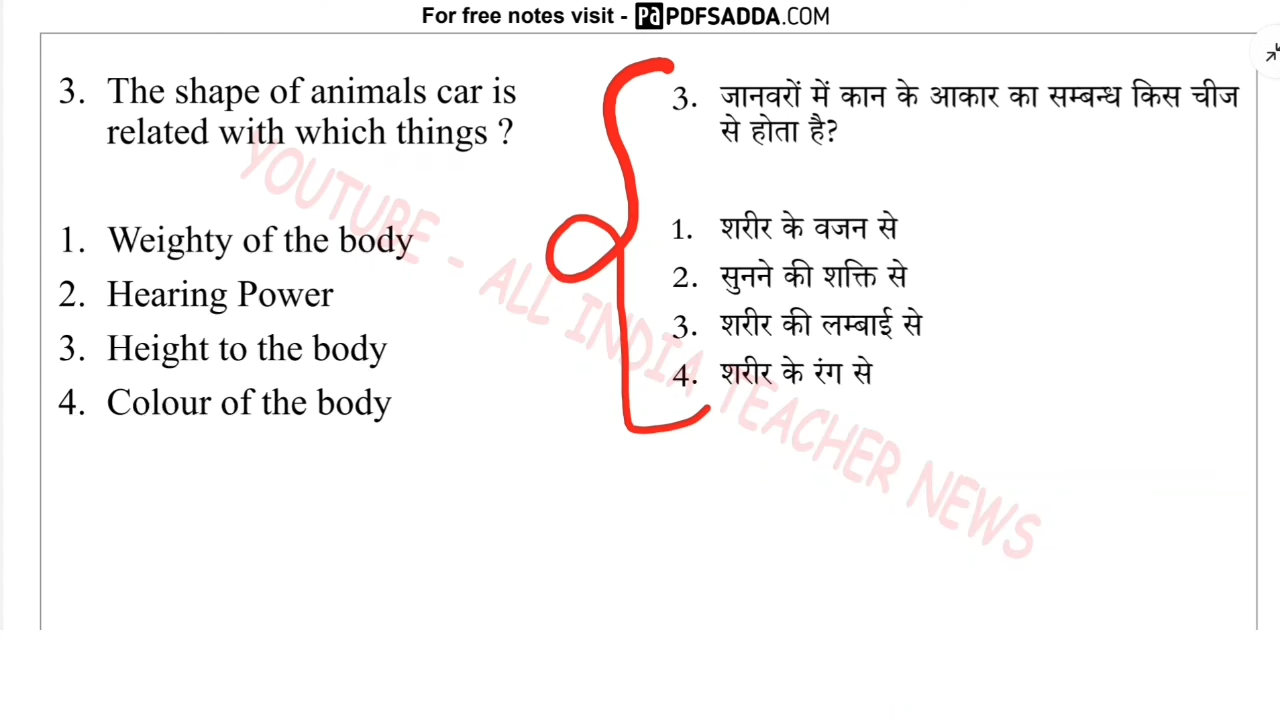 For free notes visit - Pa PDFSADDA.COM
3. The shape of animals car is
related with which things ?
1. Weighty of the body
2. Hearing Power
3. Height to the body
4. Colour of the body
3. जानवरों में कान के आकार का सम्बन्ध किस चीज
से होता है?
1. शरीर के वजन से
2. सुनने की शक्ति से
3. शरीर की लम्बाई से
4. शरीर के रंग से
YOUTUBE - ALL INDIA TEACHER NEWS